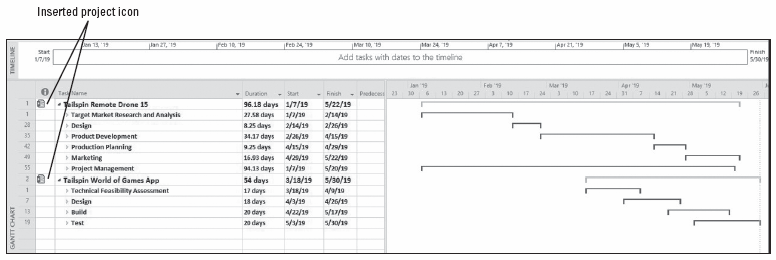 Inserted project icon
TIMELINE
Jan 13, '19 Jan 27, '19 Feb 10, '19 Feb 24, '19 Mar 10, '19 Mar 24, '19 Apr 7, '19 Apr 21, '19 May 5, '19 May 19, '19
Start
1/7/19
Add tasks with dates to the timeline
Finish
5/30/19
Task Name Duration Start Finish Predecess
Jan '19 Feb '19 Mar '19 Apr '19 May '19
23 30 6 13 20 27 3 10 17 24 3 10 17 24 31 7 14 21 28 5 12 19 26
1 Tailspin Remote Drone 15 96.18 days 1/7/19 5/22/19
1 Target Market Research and Analysis 27.58 days 1/7/19 2/14/19
28 Design 8.25 days 2/14/19 2/26/19
33 Product Development 34.17 days 2/26/19 4/15/19
42 Production Planning 9.25 days 4/15/19 4/29/19
49 Marketing 16.93 days 4/29/19 5/22/19
55 Project Management 94.13 days 1/7/19 5/20/19
2 Tailspin World of Games App 54 days 3/18/19 5/30/19
1 Technical Feasibility Assessment 17 days 3/18/19 4/9/19
7 Design 18 days 4/3/19 4/26/19
13 Build 20 days 4/22/19 5/17/19
19 Test 20 days 5/3/19 5/30/19
GANTT CHART